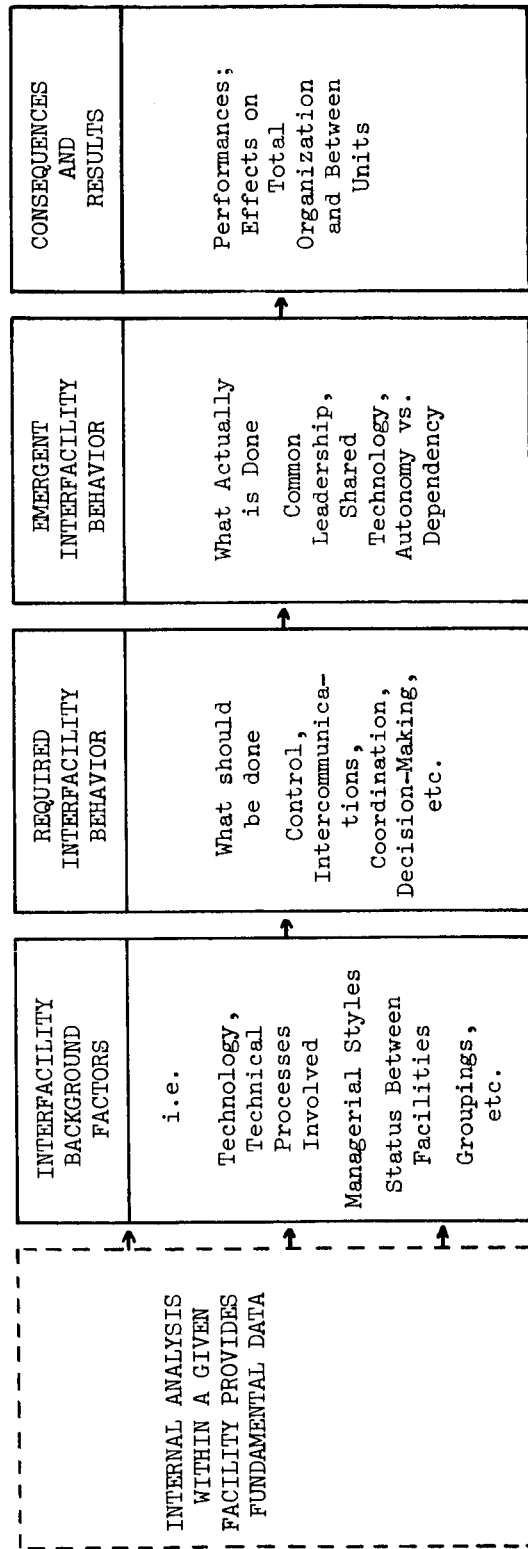 INTERNAL ANALYSIS
WITHIN A GIVEN
FACILITY PROVIDES
FUNDAMENTAL DATA
INTERFACILITY
BACKGROUND
FACTORS
i.e.
Technology,
Technical
Processes
Involved
Managerial Styles
Status Between
Facilities
Groupings,
etc.
REQUIRED
INTERFACILITY
BEHAVIOR
What should
be done
Control,
Intercommunica-
tions,
Coordination,
Decision-Making,
etc.
EMERGENT
INTERFACILITY
BEHAVIOR
What Actually
is Done
Common
Leadership,
Shared
Technology,
Autonomy vs.
Dependency
CONSEQUENCES
AND
RESULTS
Performances;
Effects on
Total
Organization
and Between
Units